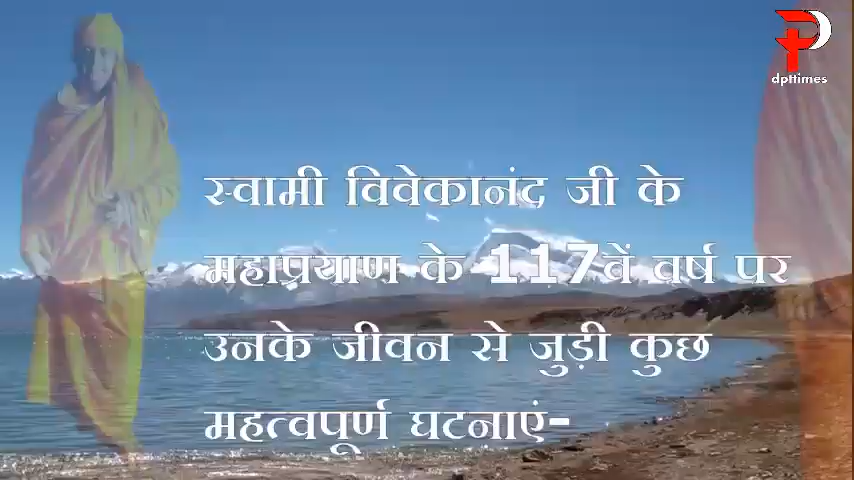 dpttimes
स्वामी विवेकानंद जी के
महाप्रयाण के 117वें वर्ष पर
उनके जीवन से जुड़ी कुछ
महत्वपूर्ण घटनाएं-